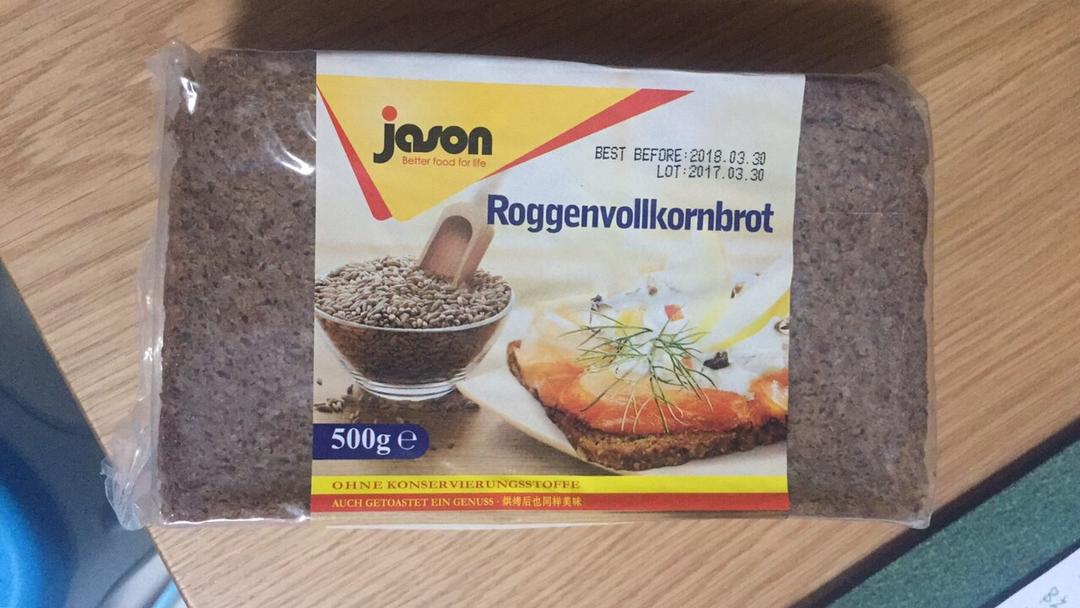 jason
Better food for life
BEST BEFORE:2018.03.30
LOT:2017.03.30
Roggenvollkornbrot
500g ℮
OHNE KONSERVIERUNGSSTOFFE
AUCH GETOASTET EIN GENUSS · 烘烤后也同样美味